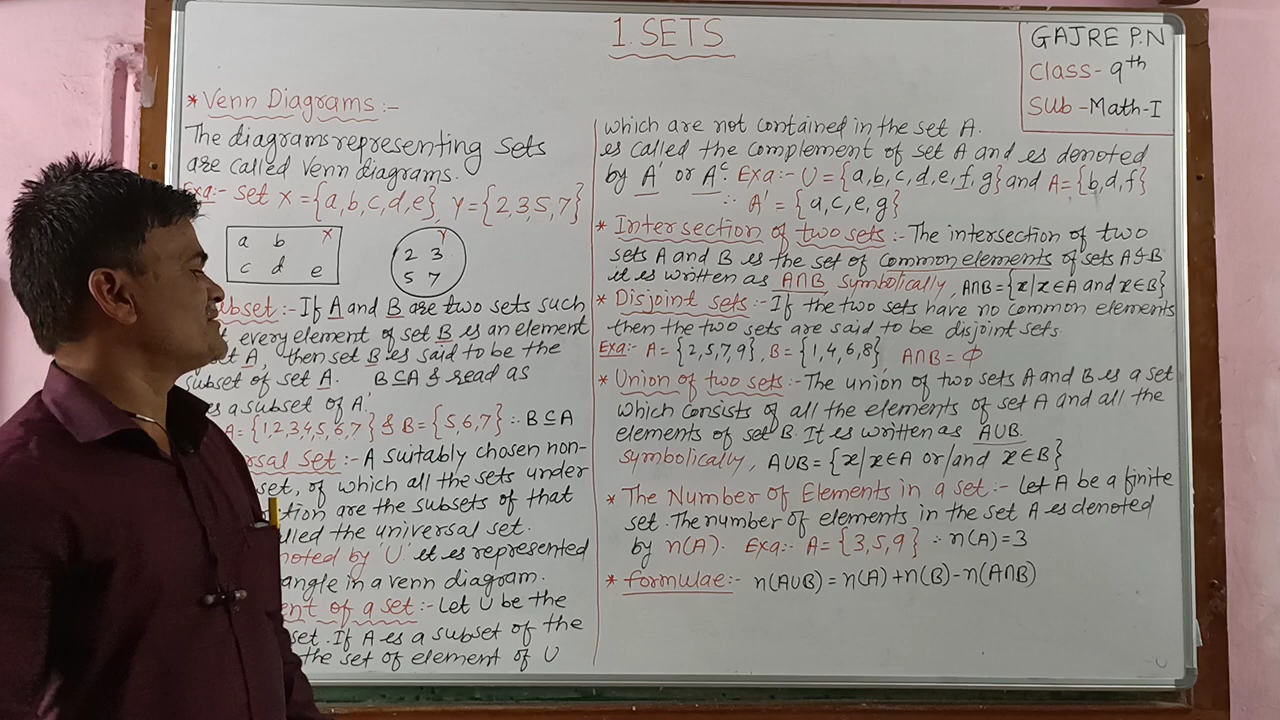 1. SETS
GAJRE P.N
Class- 9th
Sub - Math-I
* Venn Diagrams:-
The diagrams representing sets
are called Venn diagrams.
Exa:- set X = {a,b,c,d,e}, Y = {2,3,5,7}
a b X
c d e
Y
2 3
5 7
ubset:- If A and B are two sets such
every element of set B is an element
set A, then set B is said to be the
subset of set A. B⊆A & read as
is a subset of A'.
A = {1,2,3,4,5,6,7} & B = {5,6,7} ∴ B⊆A
rsal set:- A suitably chosen non-
set, of which all the sets under
ition are the subsets of that
lled the universal set.
noted by 'U' it is represented
angle in a venn diagram.
ent of a set:- Let U be the
set. If A is a subset of the
the set of element of U
which are not contained in the set A.
is called the complement of set A and is denoted
by A' or Aᶜ. Exa:- U = {a,b,c,d,e,f,g} and A = {b,d,f}
∴ A' = {a,c,e,g}
* Intersection of two sets:- The intersection of two
sets A and B is the set of common elements of sets A & B
it is written as A∩B symbolically, A∩B = {x/x∈A and x∈B}
* Disjoint sets:- If the two sets have no common elements
then the two sets are said to be disjoint sets.
Exa:- A = {2,5,7,9}, B = {1,4,6,8} A∩B = ϕ
* Union of two sets:- The union of two sets A and B is a set
which consists of all the elements of set A and all the
elements of set B. It is written as A∪B.
symbolically, A∪B = {x/x∈A or/and x∈B}
* The Number of Elements in a set:- Let A be a finite
set. The number of elements in the set A is denoted
by n(A). Exa:- A = {3,5,9} ∴ n(A) = 3
* formulae:- n(A∪B) = n(A) + n(B) - n(A∩B)